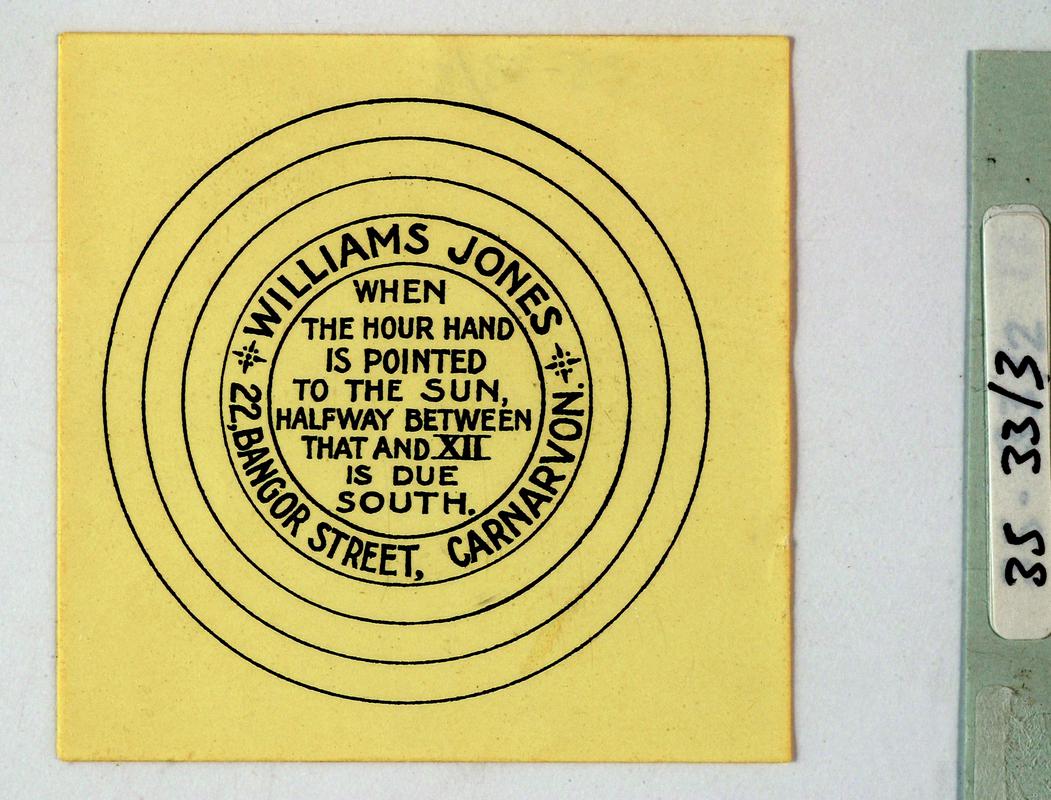 WILLIAMS JONES
22, BANGOR STREET, CARNARVON.
WHEN
THE HOUR HAND
IS POINTED
TO THE SUN,
HALFWAY BETWEEN
THAT AND XII
IS DUE
SOUTH.
35-33/3